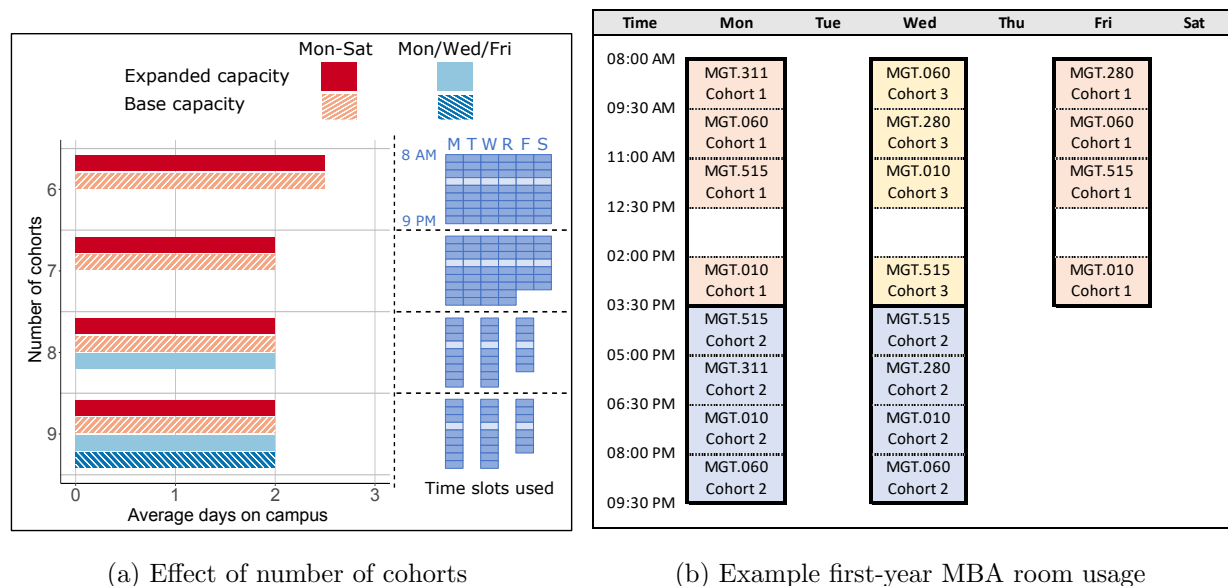 Mon-Sat Mon/Wed/Fri
Expanded capacity
Base capacity
M T W R F S
8 AM
9 PM
6
7
8
9
Number of cohorts
0 1 2 3
Average days on campus
Time slots used
(a) Effect of number of cohorts
Time Mon Tue Wed Thu Fri Sat
08:00 AM
MGT.311 MGT.060 MGT.280
Cohort 1 Cohort 3 Cohort 1
09:30 AM
MGT.060 MGT.280 MGT.060
Cohort 1 Cohort 3 Cohort 1
11:00 AM
MGT.515 MGT.010 MGT.515
Cohort 1 Cohort 3 Cohort 1
12:30 PM
02:00 PM
MGT.010 MGT.515 MGT.010
Cohort 1 Cohort 3 Cohort 1
03:30 PM
MGT.515 MGT.515
Cohort 2 Cohort 2
05:00 PM
MGT.311 MGT.280
Cohort 2 Cohort 2
06:30 PM
MGT.010 MGT.010
Cohort 2 Cohort 2
08:00 PM
MGT.060 MGT.060
Cohort 2 Cohort 2
09:30 PM
(b) Example first-year MBA room usage